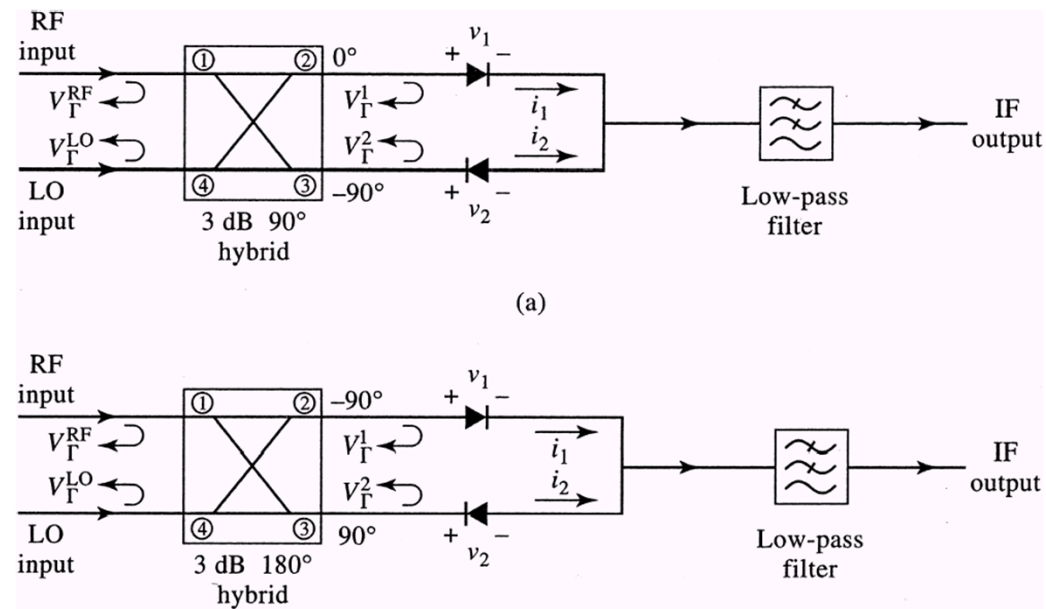 RF
input
① ② 0°
+ v₁ −
V_Γ^RF
V_Γ^1
i₁
IF
output
V_Γ^LO
V_Γ^2
i₂
LO
input
④ ③ −90°
+ v₂ −
3 dB 90°
hybrid
Low-pass
filter
(a)
RF
input
① ② −90°
+ v₁ −
V_Γ^RF
V_Γ^1
i₁
IF
output
V_Γ^LO
V_Γ^2
i₂
LO
input
④ ③ 90°
+ v₂ −
3 dB 180°
hybrid
Low-pass
filter